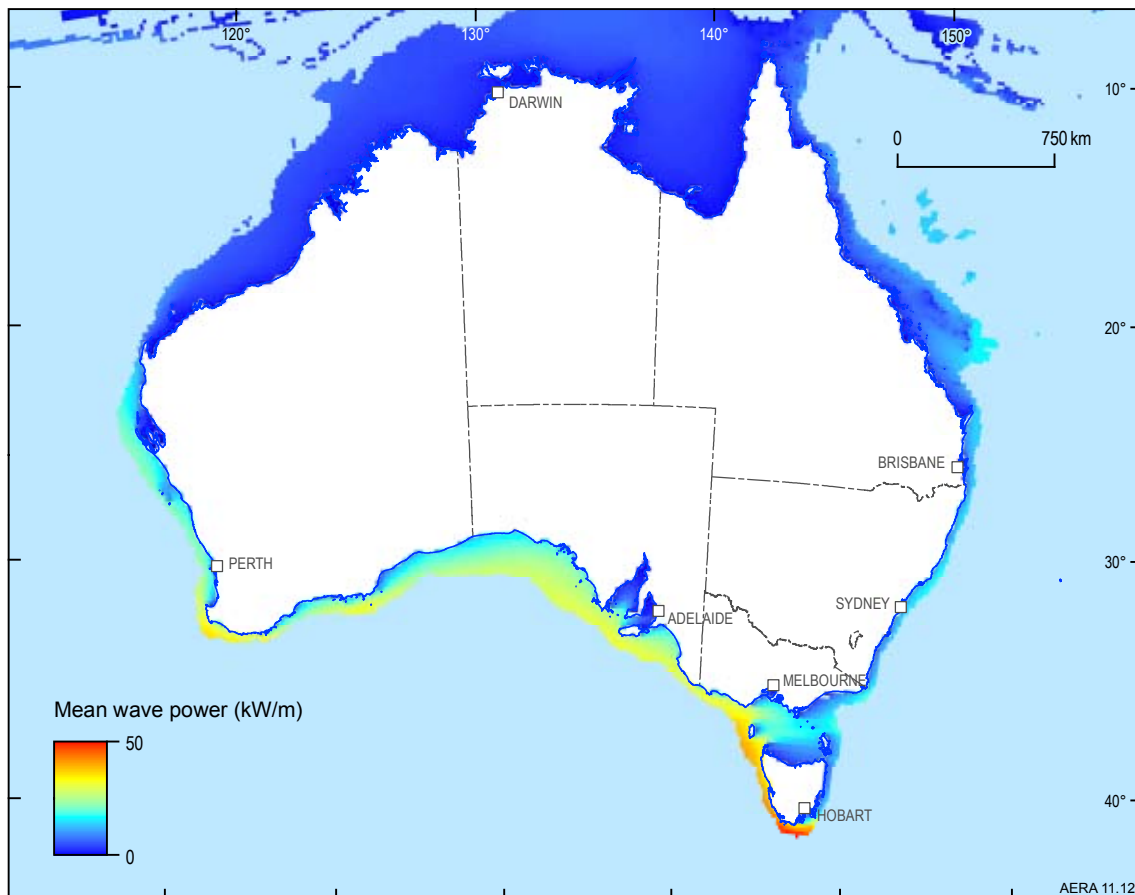 120° 130° 140° 150°
DARWIN
10°
0 750 km
20°
BRISBANE
PERTH
30°
SYDNEY
ADELAIDE
MELBOURNE
Mean wave power (kW/m)
50
0
40°
HOBART
AERA 11.12